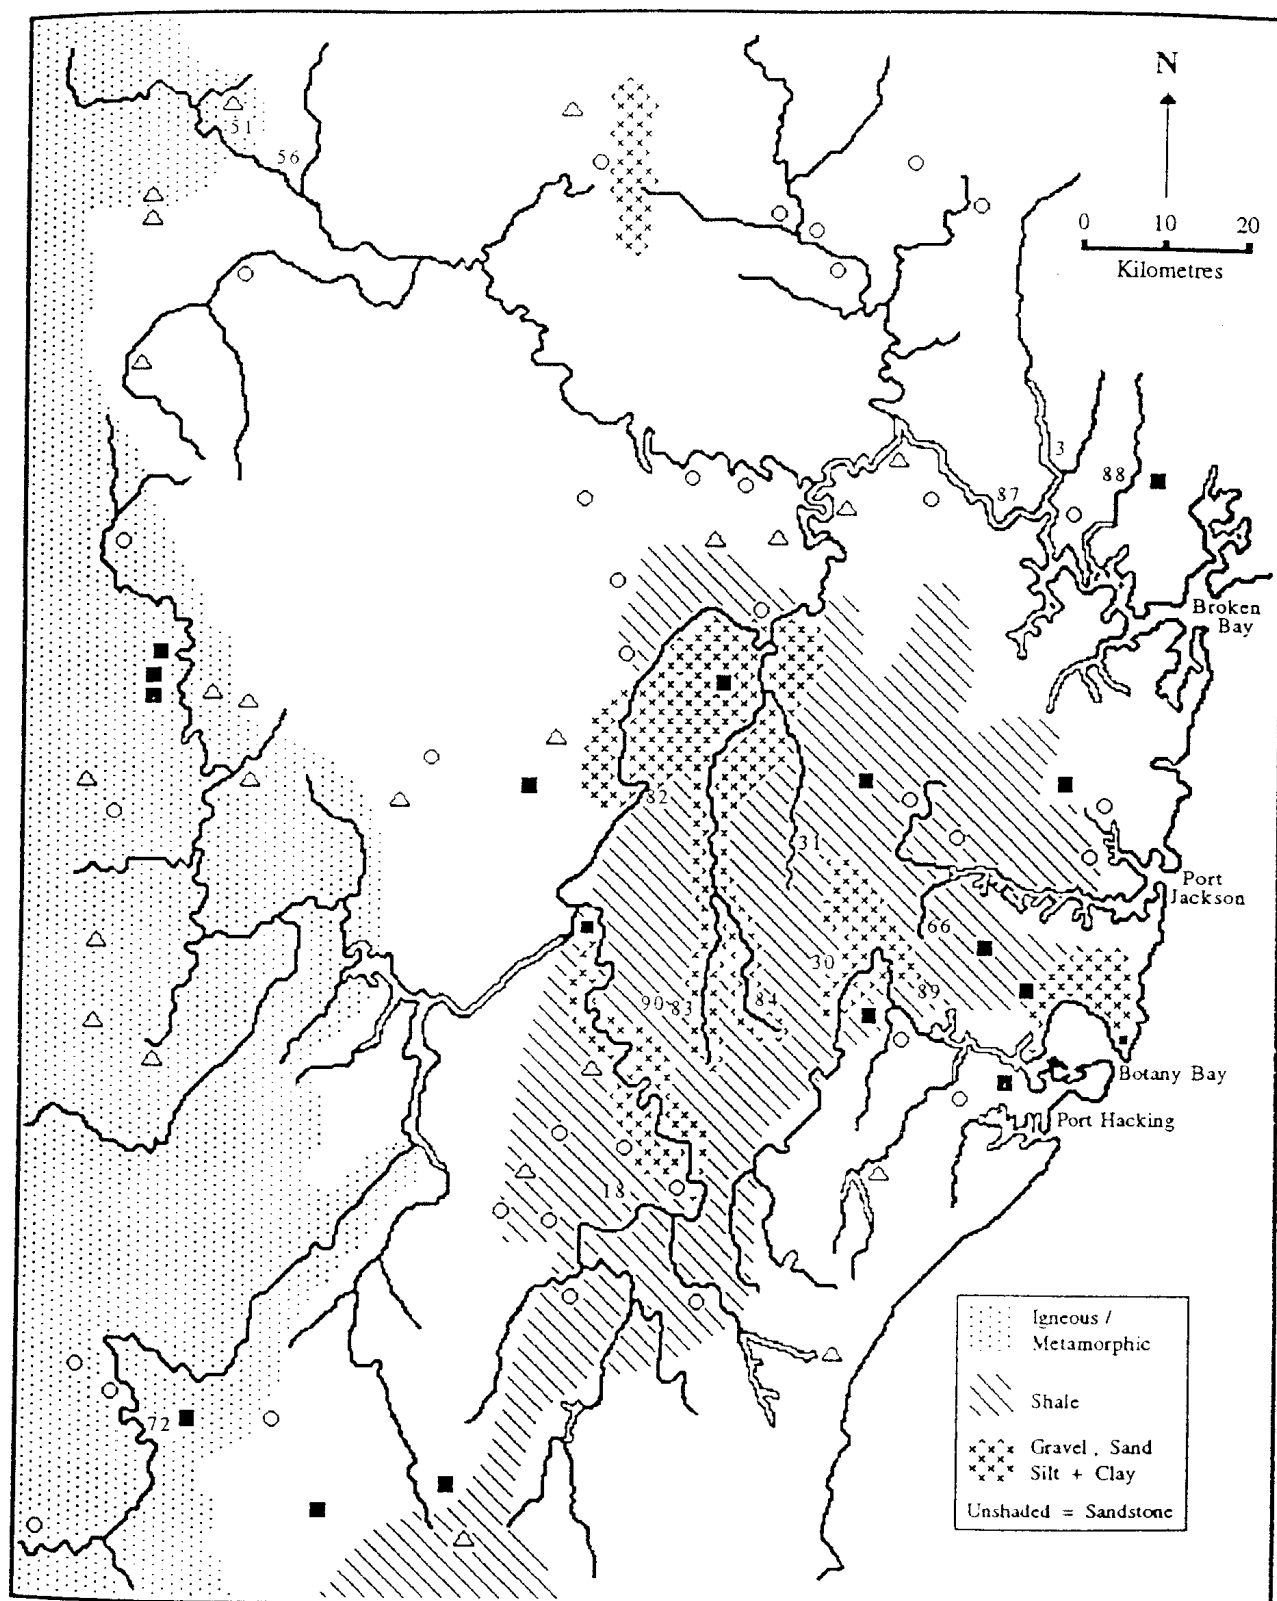 N
51
56
0 10 20
Kilometres
3
88
87
Broken
Bay
82
31
Port
Jackson
66
30
89
90
83
84
Botany Bay
Port Hacking
18
72
Igneous /
Metamorphic
Shale
Gravel, Sand
Silt + Clay
Unshaded = Sandstone